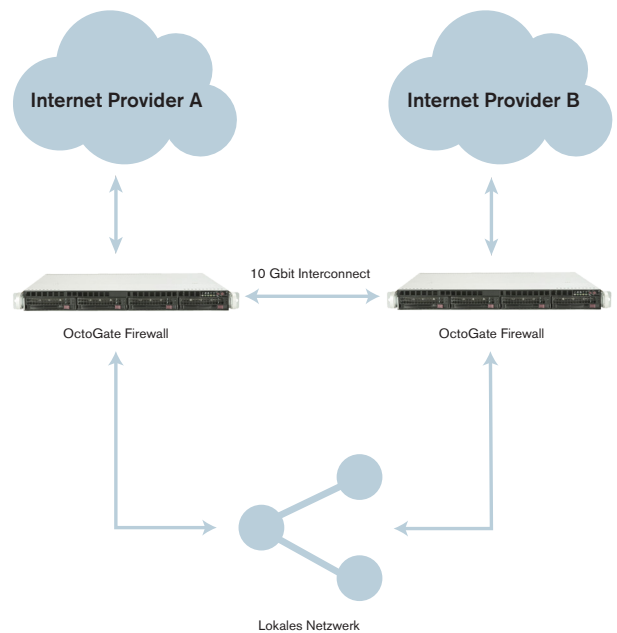 Internet Provider A
Internet Provider B
10 Gbit Interconnect
OctoGate Firewall
OctoGate Firewall
Lokales Netzwerk